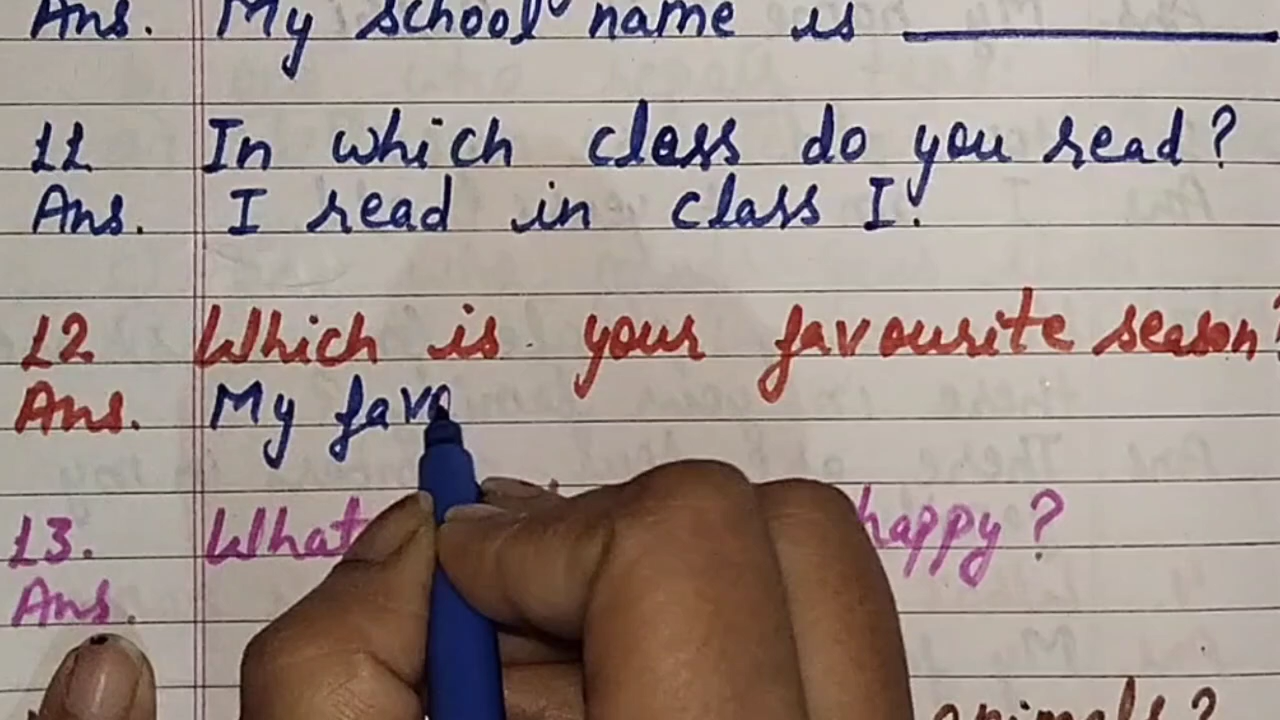 Ans. My school name is
11 In which class do you read?
Ans. I read in class I.
12 Which is your favourite season?
Ans. My favo
13. What happy?
Ans.
animals?